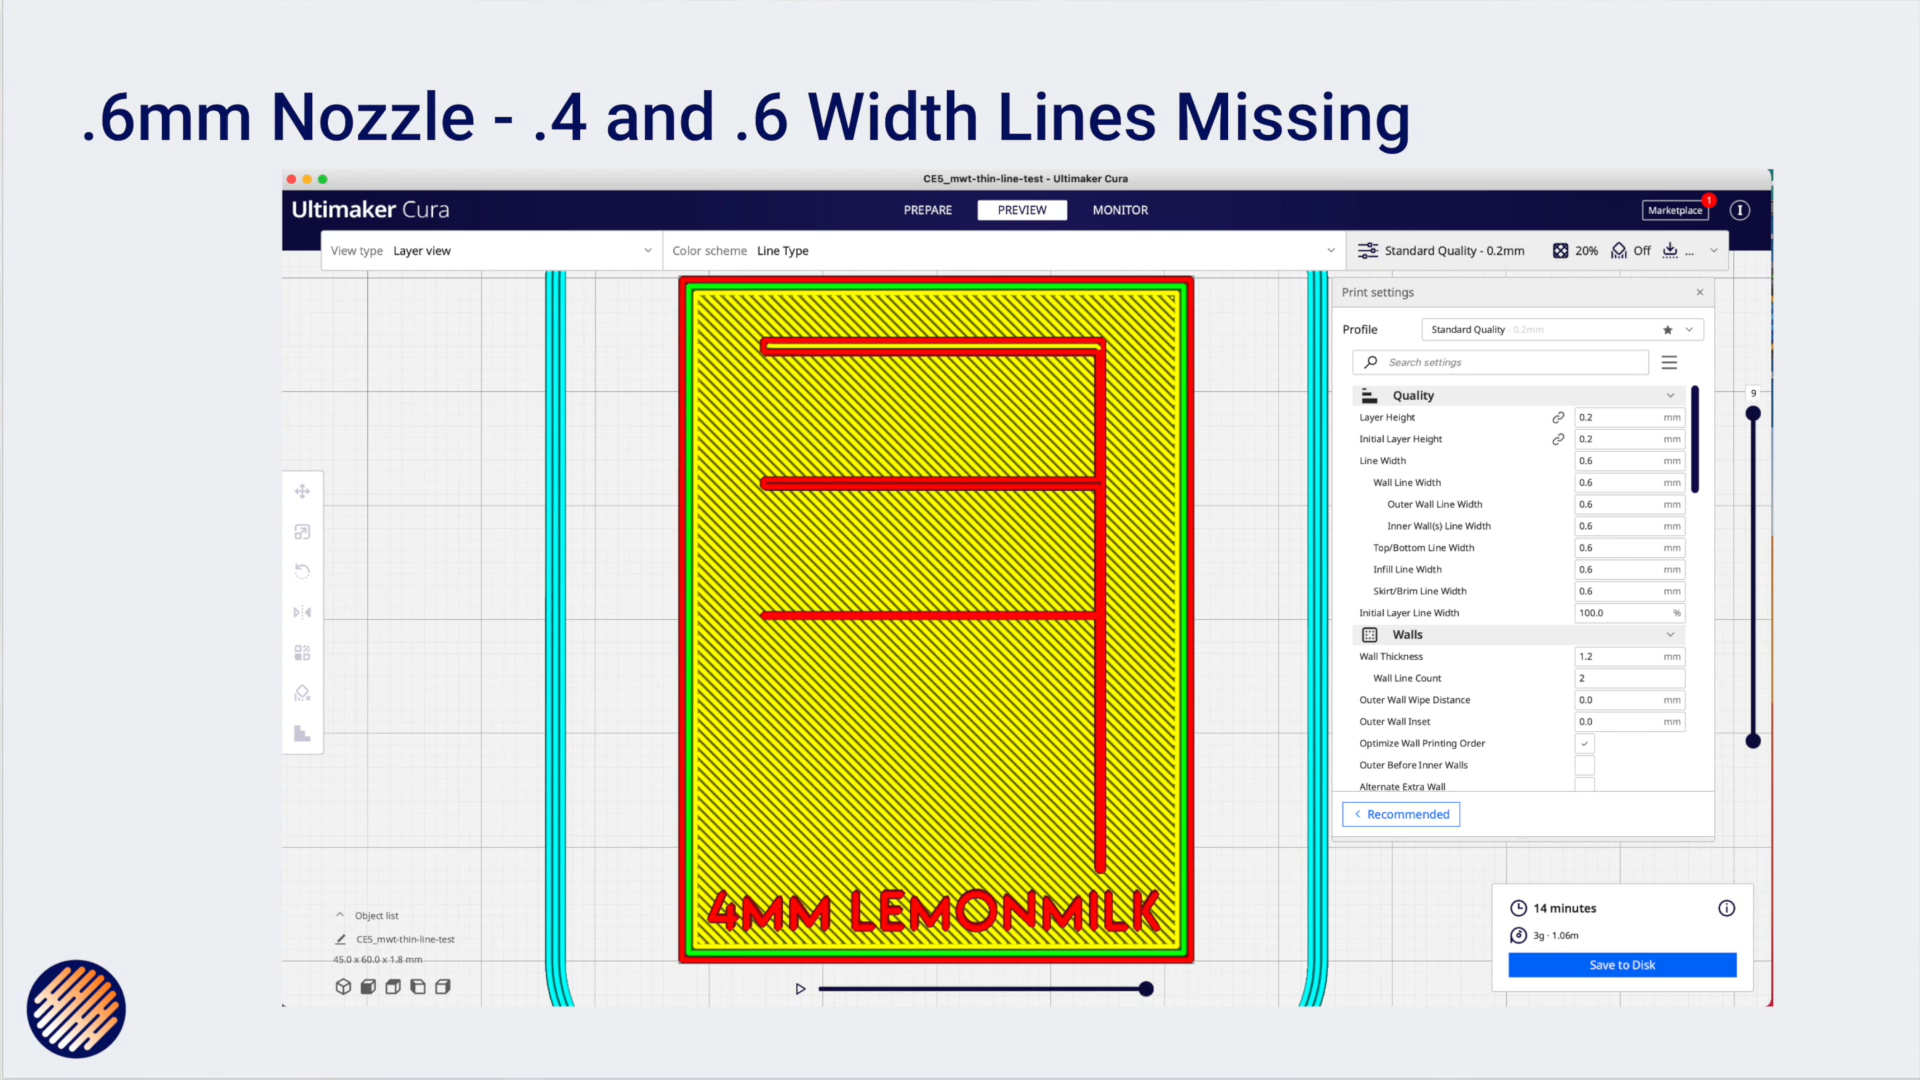 .6mm Nozzle - .4 and .6 Width Lines Missing
CE5_mwt-thin-line-test - Ultimaker Cura
Ultimaker Cura
PREPARE PREVIEW MONITOR
Marketplace 1 I
View type Layer view
Color scheme Line Type
Standard Quality - 0.2mm 20% Off ...
Print settings
Profile Standard Quality - 0.2mm
Search settings
Quality
Layer Height 0.2 mm
Initial Layer Height 0.2 mm
Line Width 0.6 mm
Wall Line Width 0.6 mm
Outer Wall Line Width 0.6 mm
Inner Wall(s) Line Width 0.6 mm
Top/Bottom Line Width 0.6 mm
Infill Line Width 0.6 mm
Skirt/Brim Line Width 0.6 mm
Initial Layer Line Width 100.0 %
Walls
Wall Thickness 1.2 mm
Wall Line Count 2
Outer Wall Wipe Distance 0.0 mm
Outer Wall Inset 0.0 mm
Optimize Wall Printing Order
Outer Before Inner Walls
Alternate Extra Wall
Recommended
9
4MM LEMONMILK
Object list
CE5_mwt-thin-line-test
45.0 x 60.0 x 1.8 mm
14 minutes
3g · 1.06m
Save to Disk